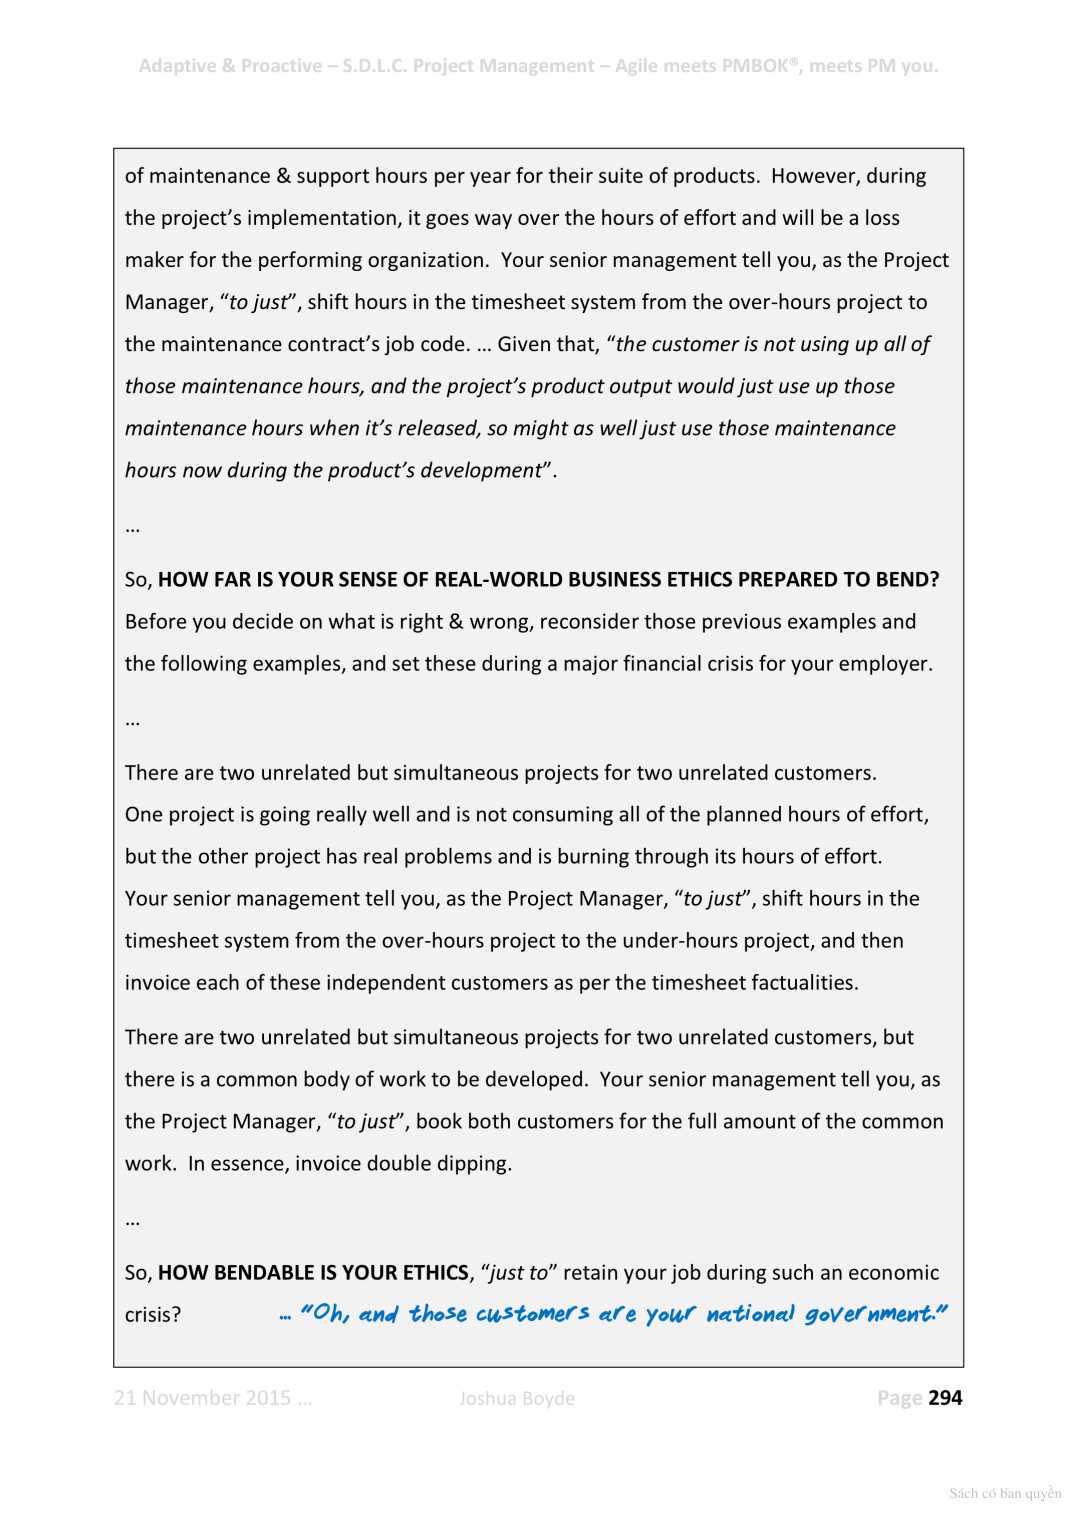 Adaptive & Proactive – S.D.L.C. Project Management – Agile meets PMBOK®, meets PM you.
of maintenance & support hours per year for their suite of products.  However, during
the project’s implementation, it goes way over the hours of effort and will be a loss
maker for the performing organization.  Your senior management tell you, as the Project
Manager, “to just”, shift hours in the timesheet system from the over-hours project to
the maintenance contract’s job code. … Given that, “the customer is not using up all of
those maintenance hours, and the project’s product output would just use up those
maintenance hours when it’s released, so might as well just use those maintenance
hours now during the product’s development”.
…
So, HOW FAR IS YOUR SENSE OF REAL-WORLD BUSINESS ETHICS PREPARED TO BEND?
Before you decide on what is right & wrong, reconsider those previous examples and
the following examples, and set these during a major financial crisis for your employer.
…
There are two unrelated but simultaneous projects for two unrelated customers.
One project is going really well and is not consuming all of the planned hours of effort,
but the other project has real problems and is burning through its hours of effort.
Your senior management tell you, as the Project Manager, “to just”, shift hours in the
timesheet system from the over-hours project to the under-hours project, and then
invoice each of these independent customers as per the timesheet factualities.
There are two unrelated but simultaneous projects for two unrelated customers, but
there is a common body of work to be developed.  Your senior management tell you, as
the Project Manager, “to just”, book both customers for the full amount of the common
work.  In essence, invoice double dipping.
…
So, HOW BENDABLE IS YOUR ETHICS, “just to” retain your job during such an economic
crisis? … “Oh, and those customers are your national government.”
21 November 2015 … Joshua Boyde Page 294
Sách có bản quyền